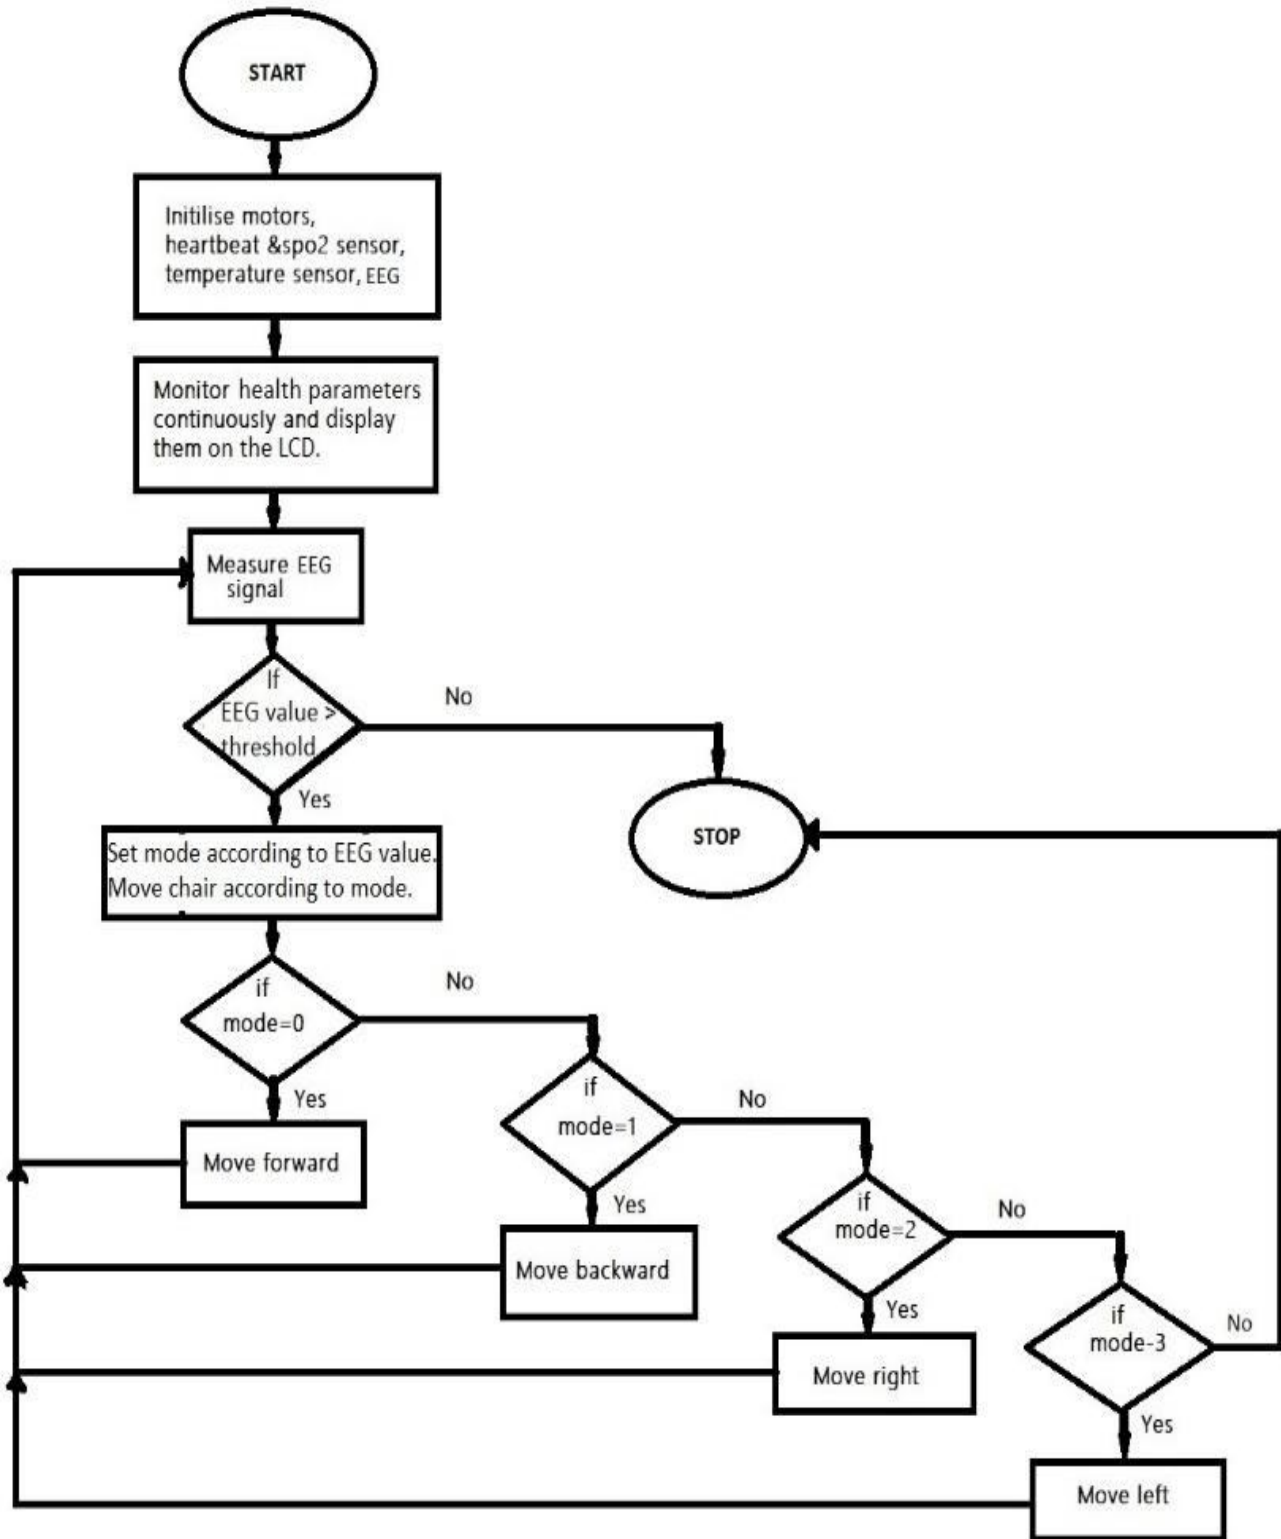 START
Initilise motors,
heartbeat &spo2 sensor,
temperature sensor, EEG
Monitor health parameters
continuously and display
them on the LCD.
Measure EEG
signal
If
EEG value >
threshold
No
Yes
STOP
Set mode according to EEG value.
Move chair according to mode.
if
mode=0
No
Yes
Move forward
if
mode=1
No
Yes
Move backward
if
mode=2
No
Yes
Move right
if
mode-3
No
Yes
Move left